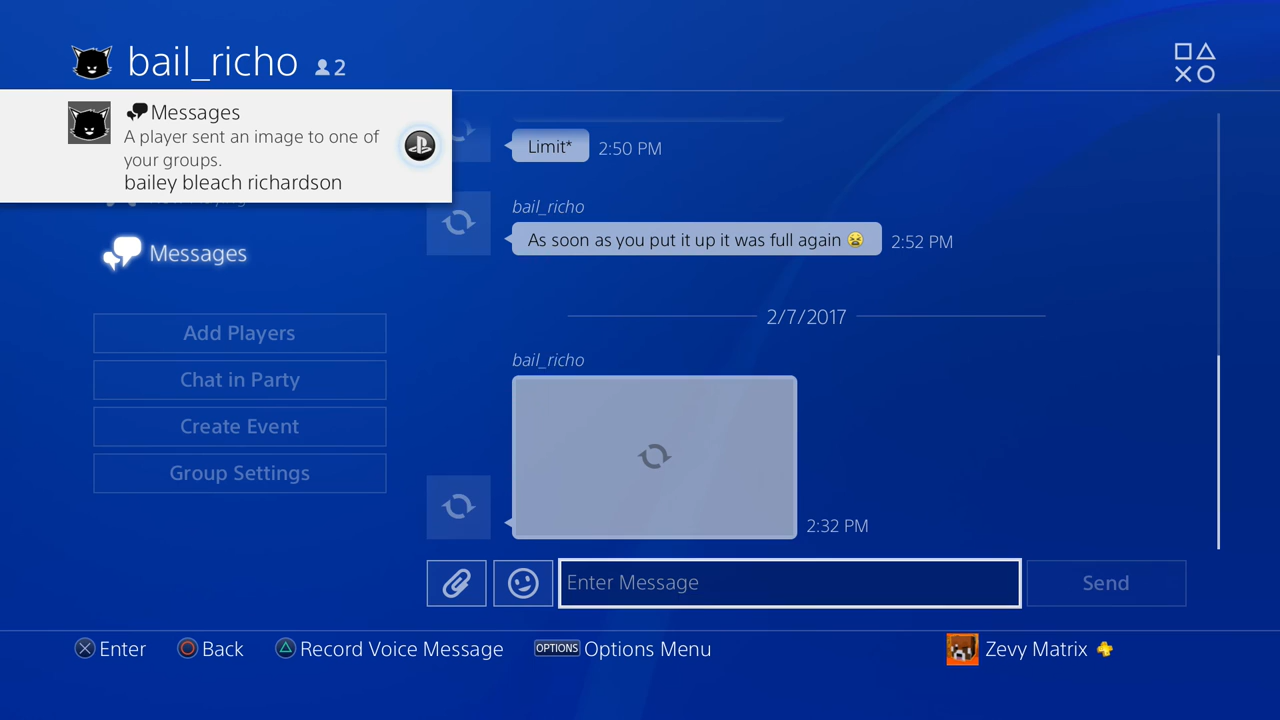 bail_richo 2
Messages
A player sent an image to one of
your groups.
bailey bleach richardson
Messages
Add Players
Chat in Party
Create Event
Group Settings
Limit* 2:50 PM
bail_richo
As soon as you put it up it was full again 😫 2:52 PM
2/7/2017
bail_richo
2:32 PM
Enter Message
Send
Enter
Back
Record Voice Message
OPTIONS Options Menu
Zevy Matrix